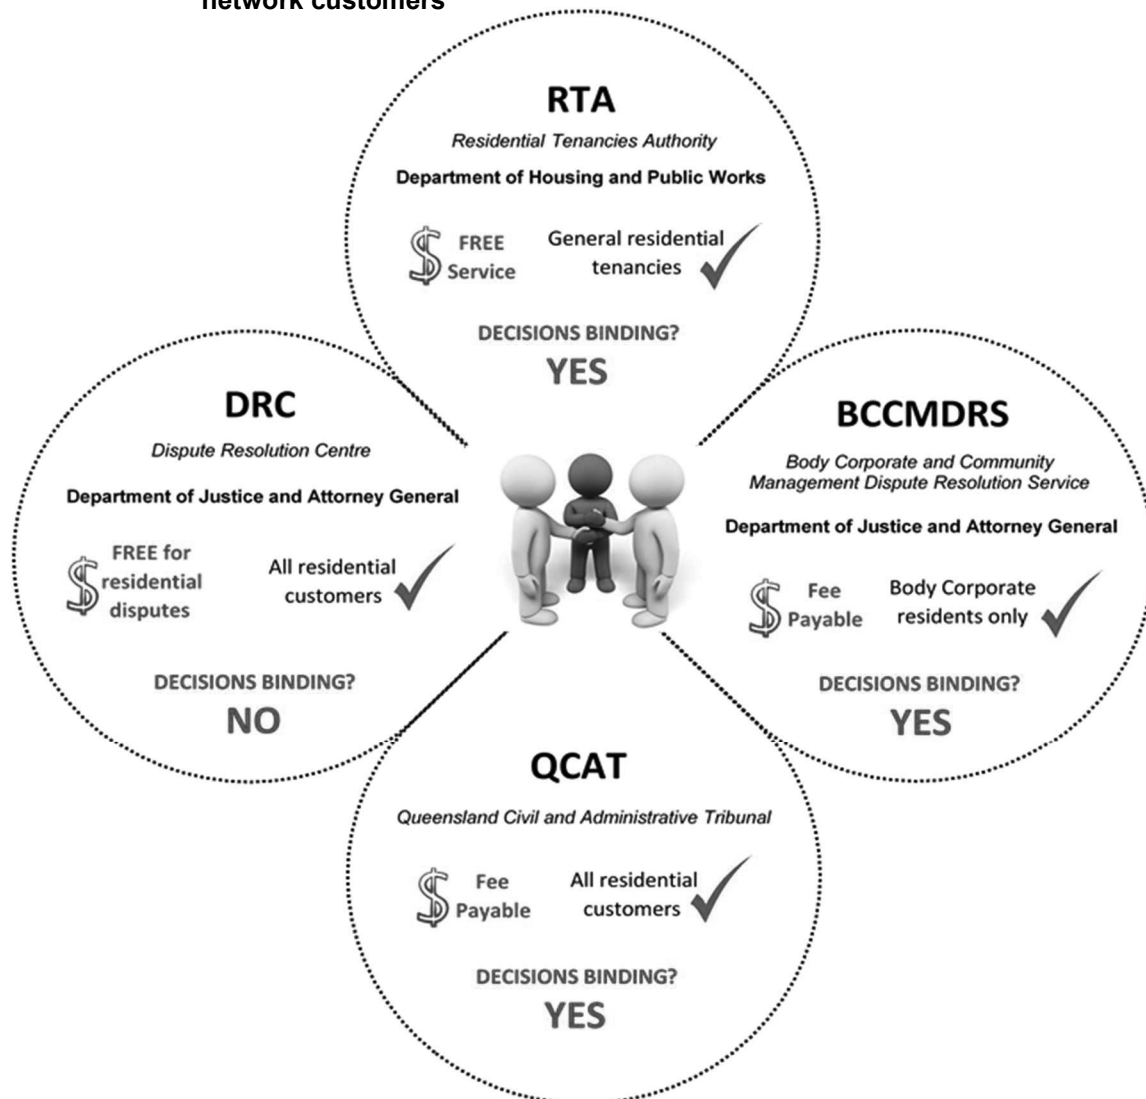 network customers
RTA
Residential Tenancies Authority
Department of Housing and Public Works
FREE
Service
General residential
tenancies
DECISIONS BINDING?
YES
DRC
Dispute Resolution Centre
Department of Justice and Attorney General
FREE for
residential
disputes
All residential
customers
DECISIONS BINDING?
NO
BCCMDRS
Body Corporate and Community
Management Dispute Resolution Service
Department of Justice and Attorney General
Fee
Payable
Body Corporate
residents only
DECISIONS BINDING?
YES
QCAT
Queensland Civil and Administrative Tribunal
Fee
Payable
All residential
customers
DECISIONS BINDING?
YES